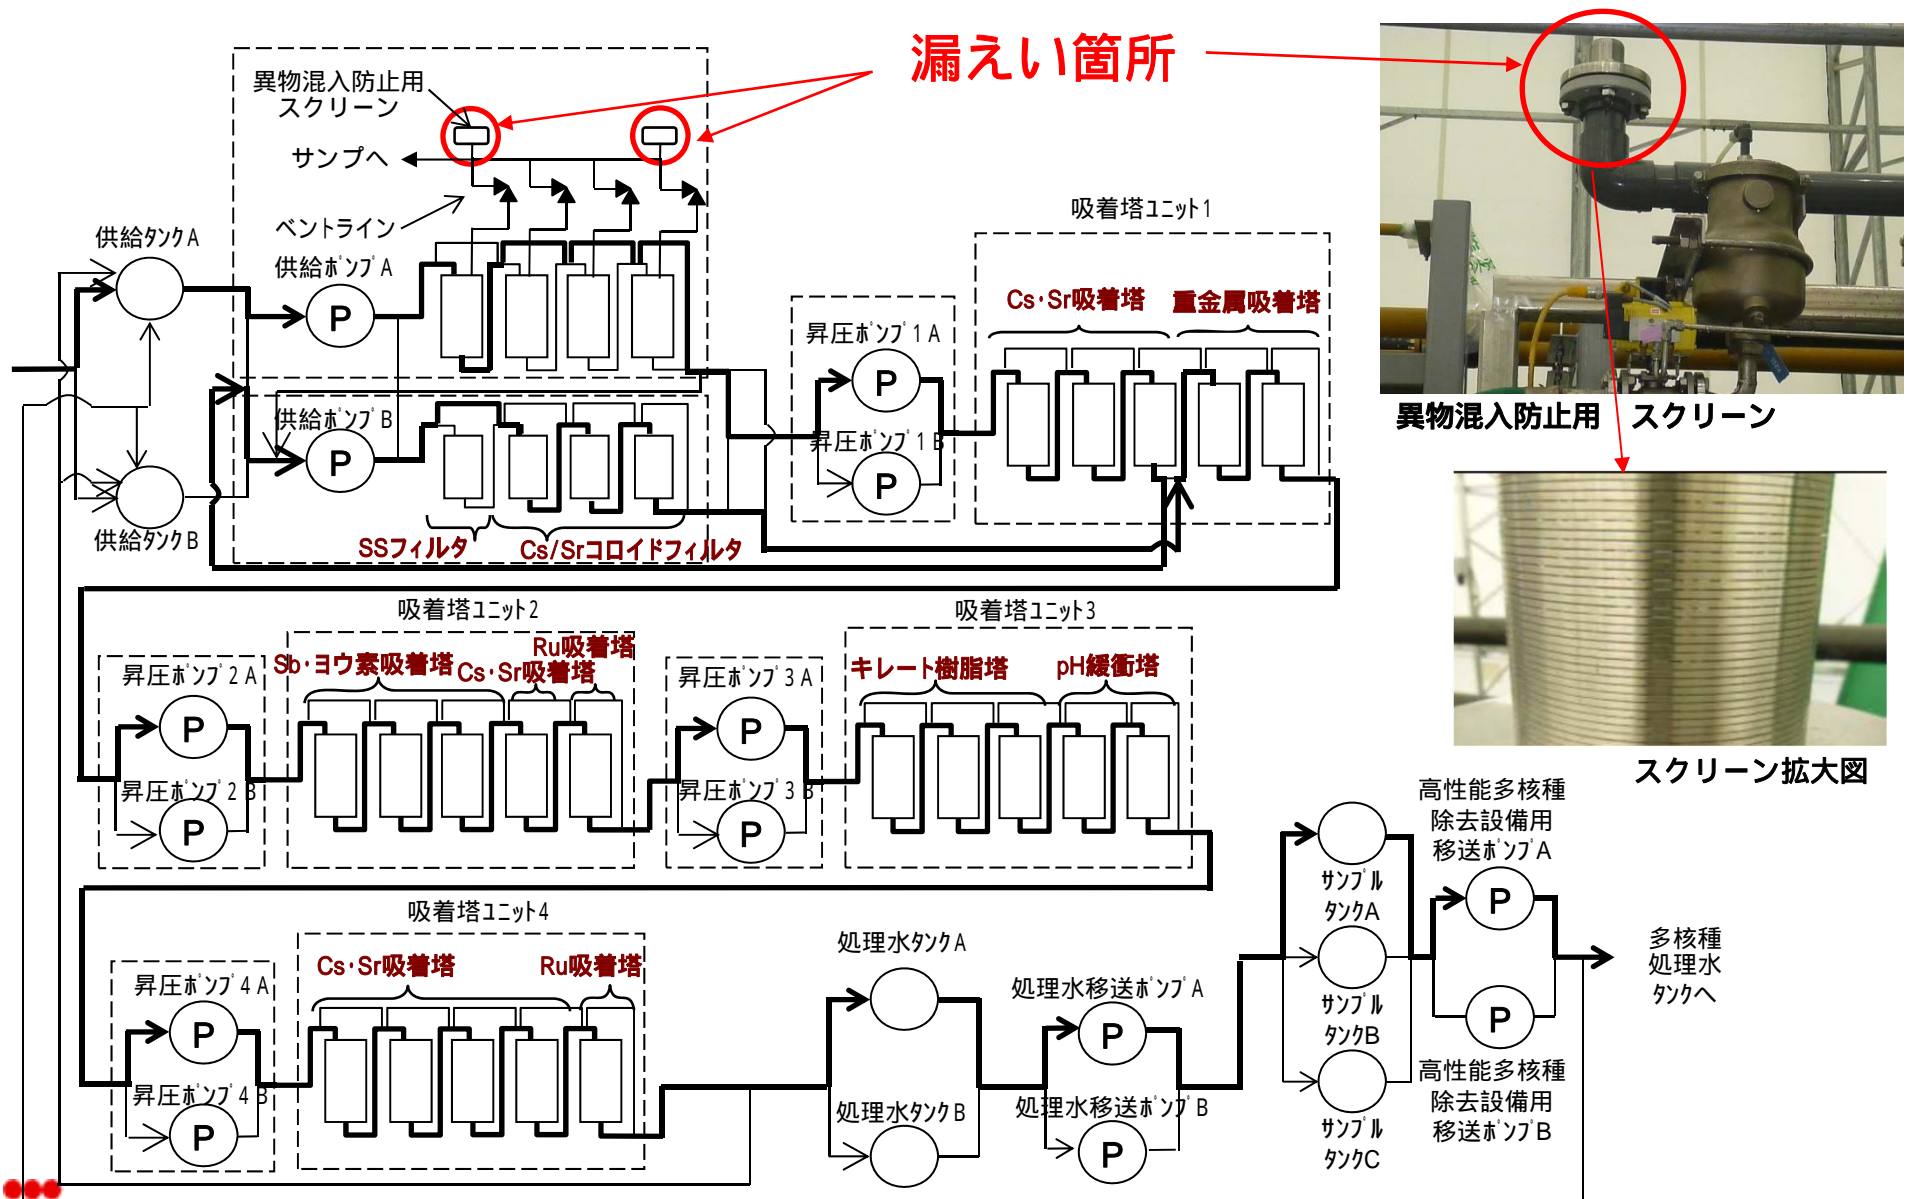 漏えい箇所
異物混入防止用
スクリーン
サンプへ
ベントライン
供給ﾀﾝｸA
供給ﾎﾟﾝﾌﾟA
P
供給ﾎﾟﾝﾌﾟB
P
供給ﾀﾝｸB
SSフィルタ
Cs/Srコロイドフィルタ
昇圧ﾎﾟﾝﾌﾟ1A
P
昇圧ﾎﾟﾝﾌﾟ1B
P
吸着塔ﾕﾆｯﾄ1
Cs･Sr吸着塔
重金属吸着塔
異物混入防止用　スクリーン
スクリーン拡大図
吸着塔ﾕﾆｯﾄ2
昇圧ﾎﾟﾝﾌﾟ2A
P
昇圧ﾎﾟﾝﾌﾟ2B
P
Sb･ヨウ素吸着塔
Cs･Sr吸着塔
Ru吸着塔
吸着塔ﾕﾆｯﾄ3
昇圧ﾎﾟﾝﾌﾟ3A
P
昇圧ﾎﾟﾝﾌﾟ3B
P
キレート樹脂塔
pH緩衝塔
吸着塔ﾕﾆｯﾄ4
昇圧ﾎﾟﾝﾌﾟ4A
P
昇圧ﾎﾟﾝﾌﾟ4B
P
Cs･Sr吸着塔
Ru吸着塔
処理水ﾀﾝｸA
処理水ﾀﾝｸB
処理水移送ﾎﾟﾝﾌﾟA
P
処理水移送ﾎﾟﾝﾌﾟB
P
ｻﾝﾌﾟﾙ
ﾀﾝｸA
ｻﾝﾌﾟﾙ
ﾀﾝｸB
ｻﾝﾌﾟﾙ
ﾀﾝｸC
高性能多核種
除去設備用
移送ﾎﾟﾝﾌﾟA
P
P
高性能多核種
除去設備用
移送ﾎﾟﾝﾌﾟB
多核種
処理水
ﾀﾝｸへ